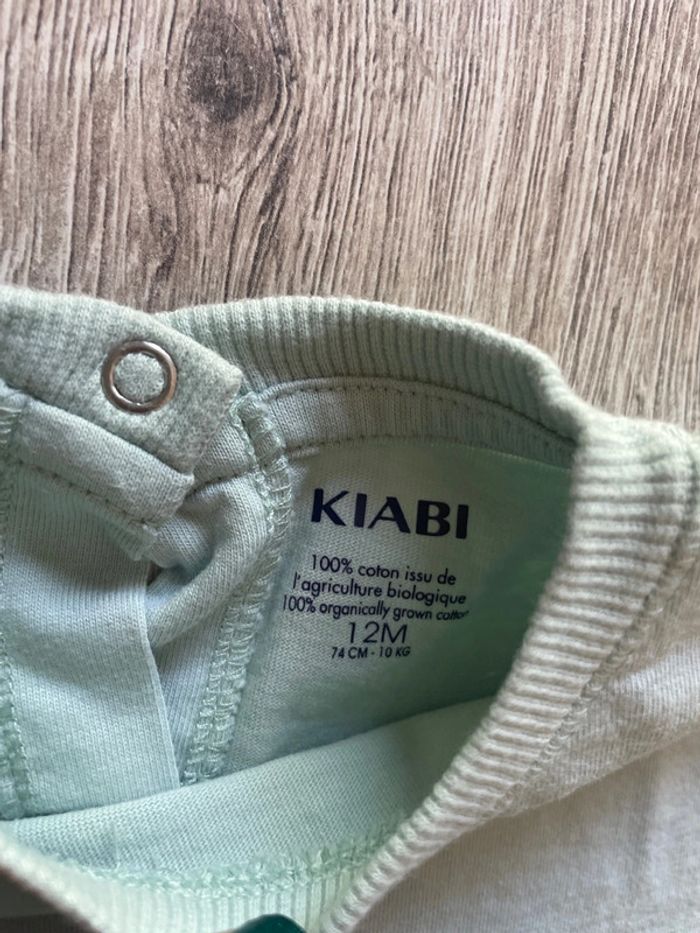 KIABI
100% coton issu de
l'agriculture biologique
100% organically grown cotton
12M
74 CM - 10 KG